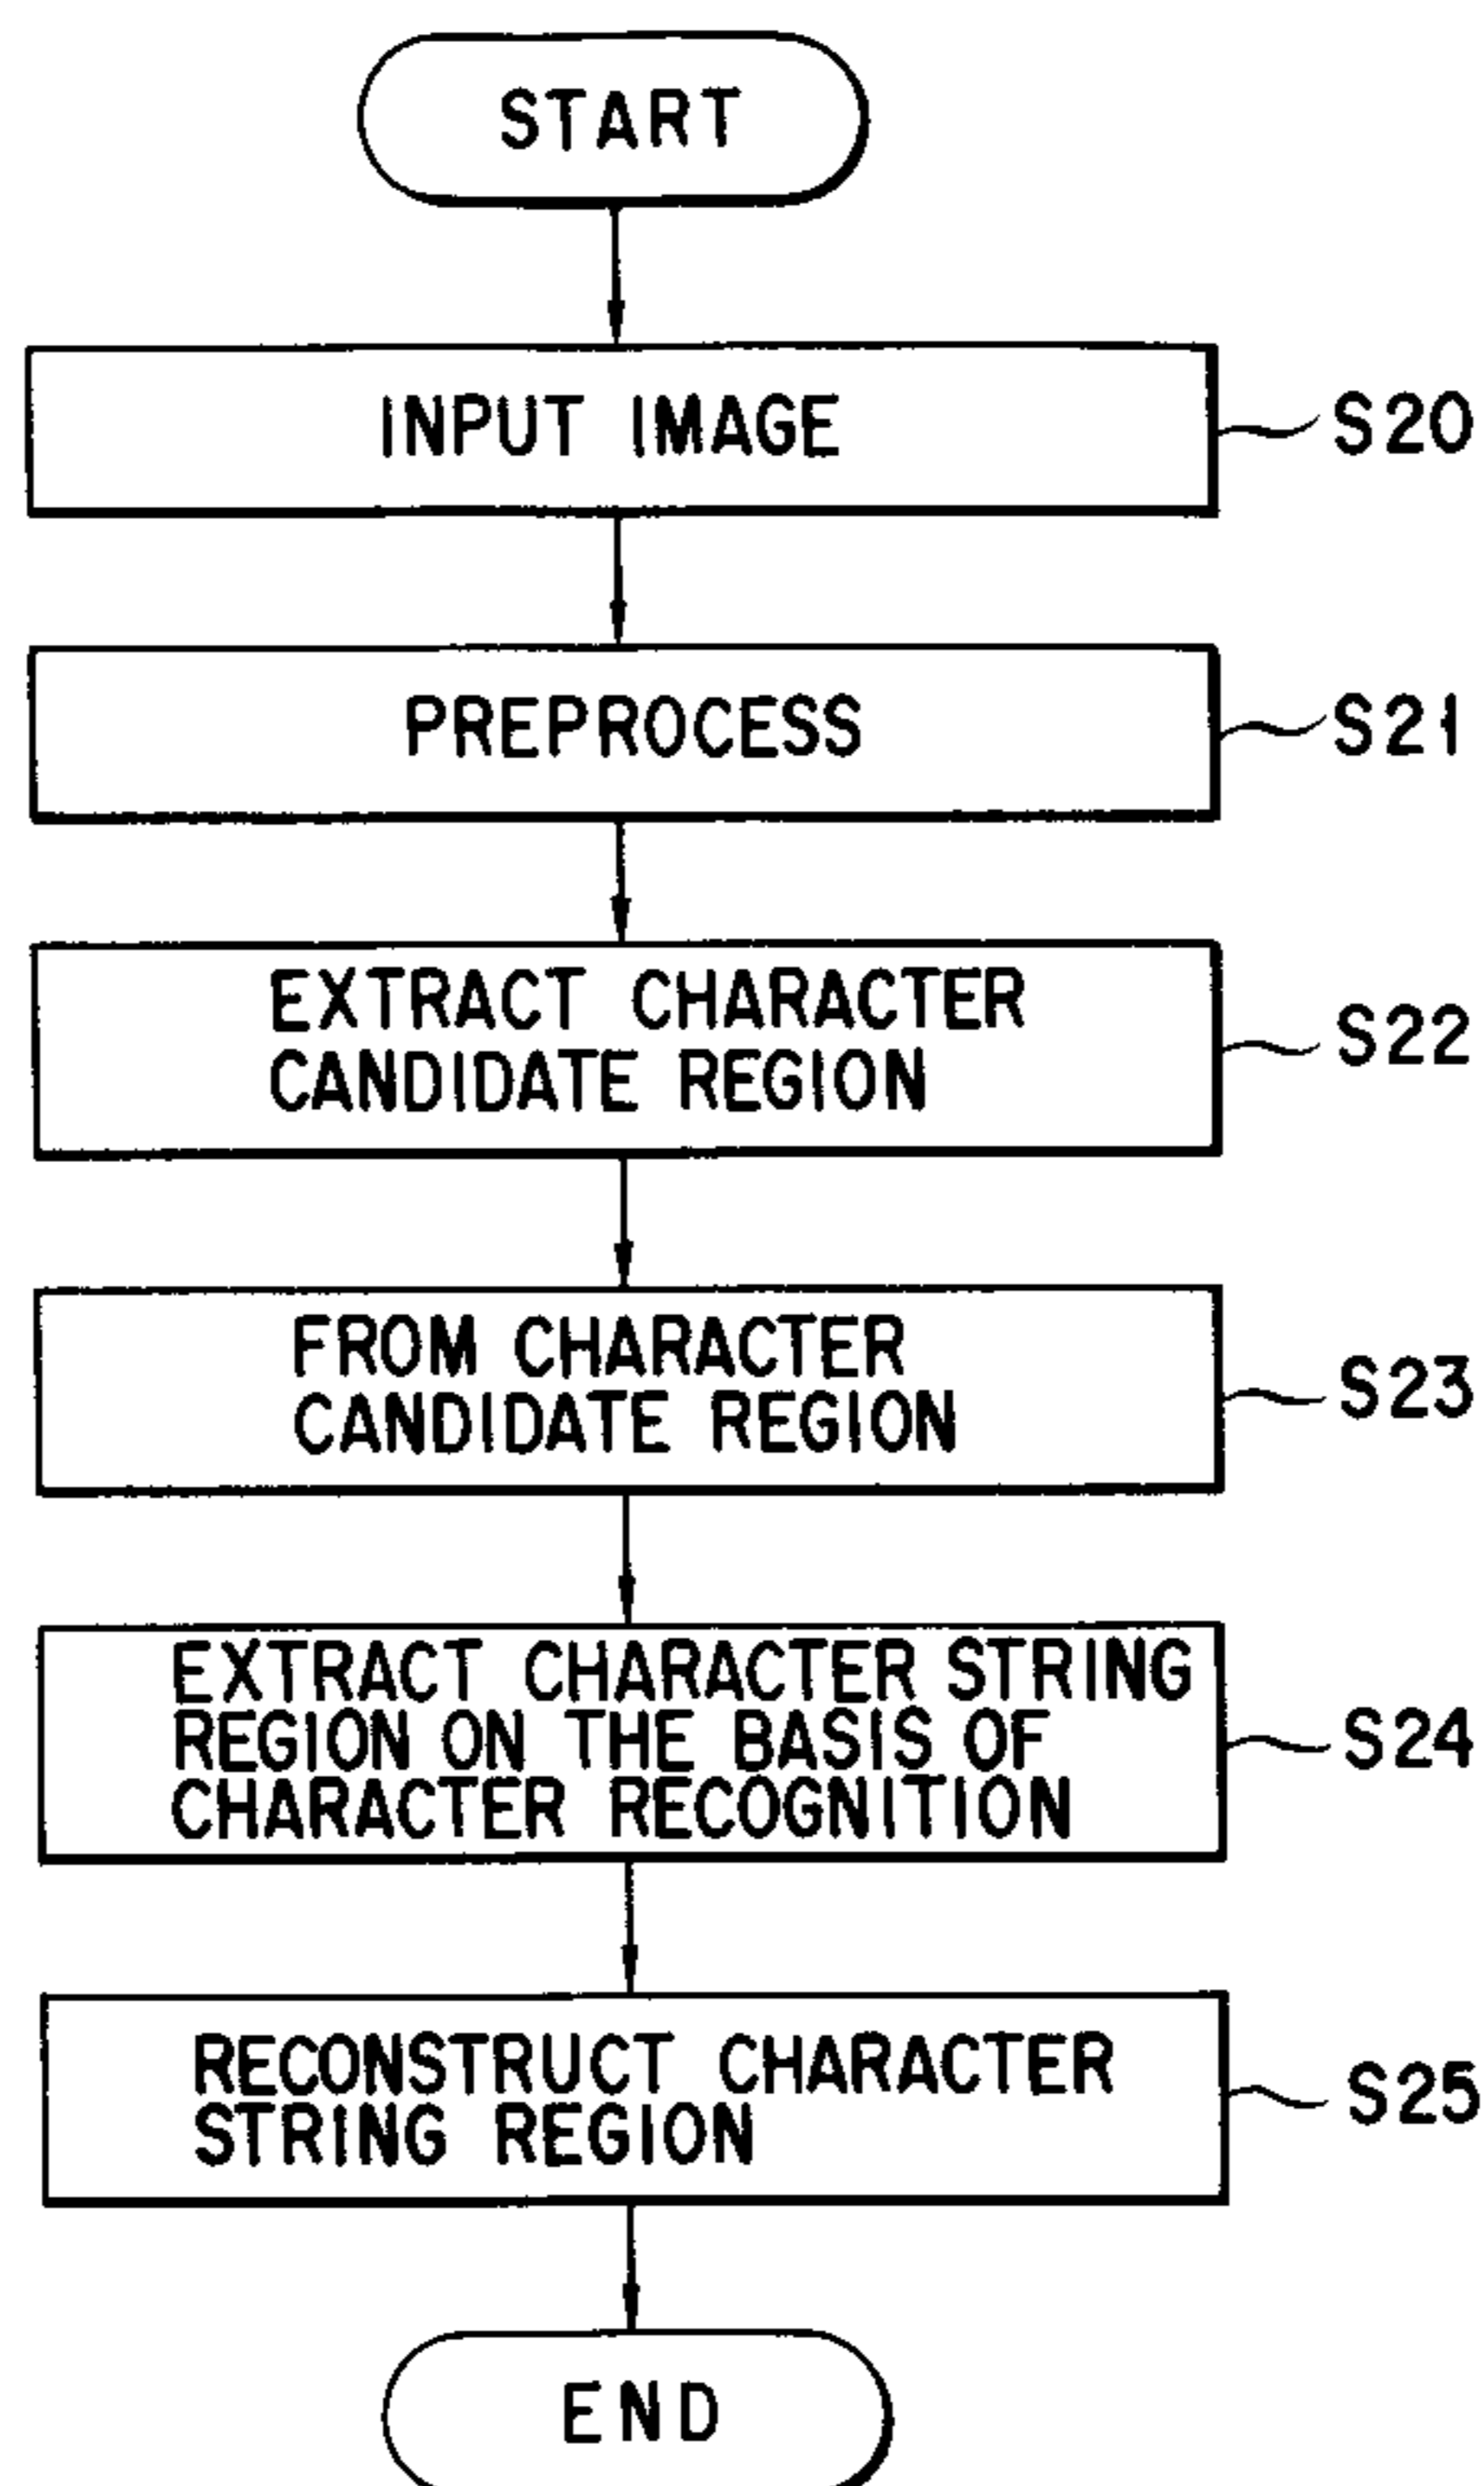 START
INPUT IMAGE
S20
PREPROCESS
S21
EXTRACT CHARACTER
CANDIDATE REGION
S22
FROM CHARACTER
CANDIDATE REGION
S23
EXTRACT CHARACTER STRING
REGION ON THE BASIS OF
CHARACTER RECOGNITION
S24
RECONSTRUCT CHARACTER
STRING REGION
S25
END